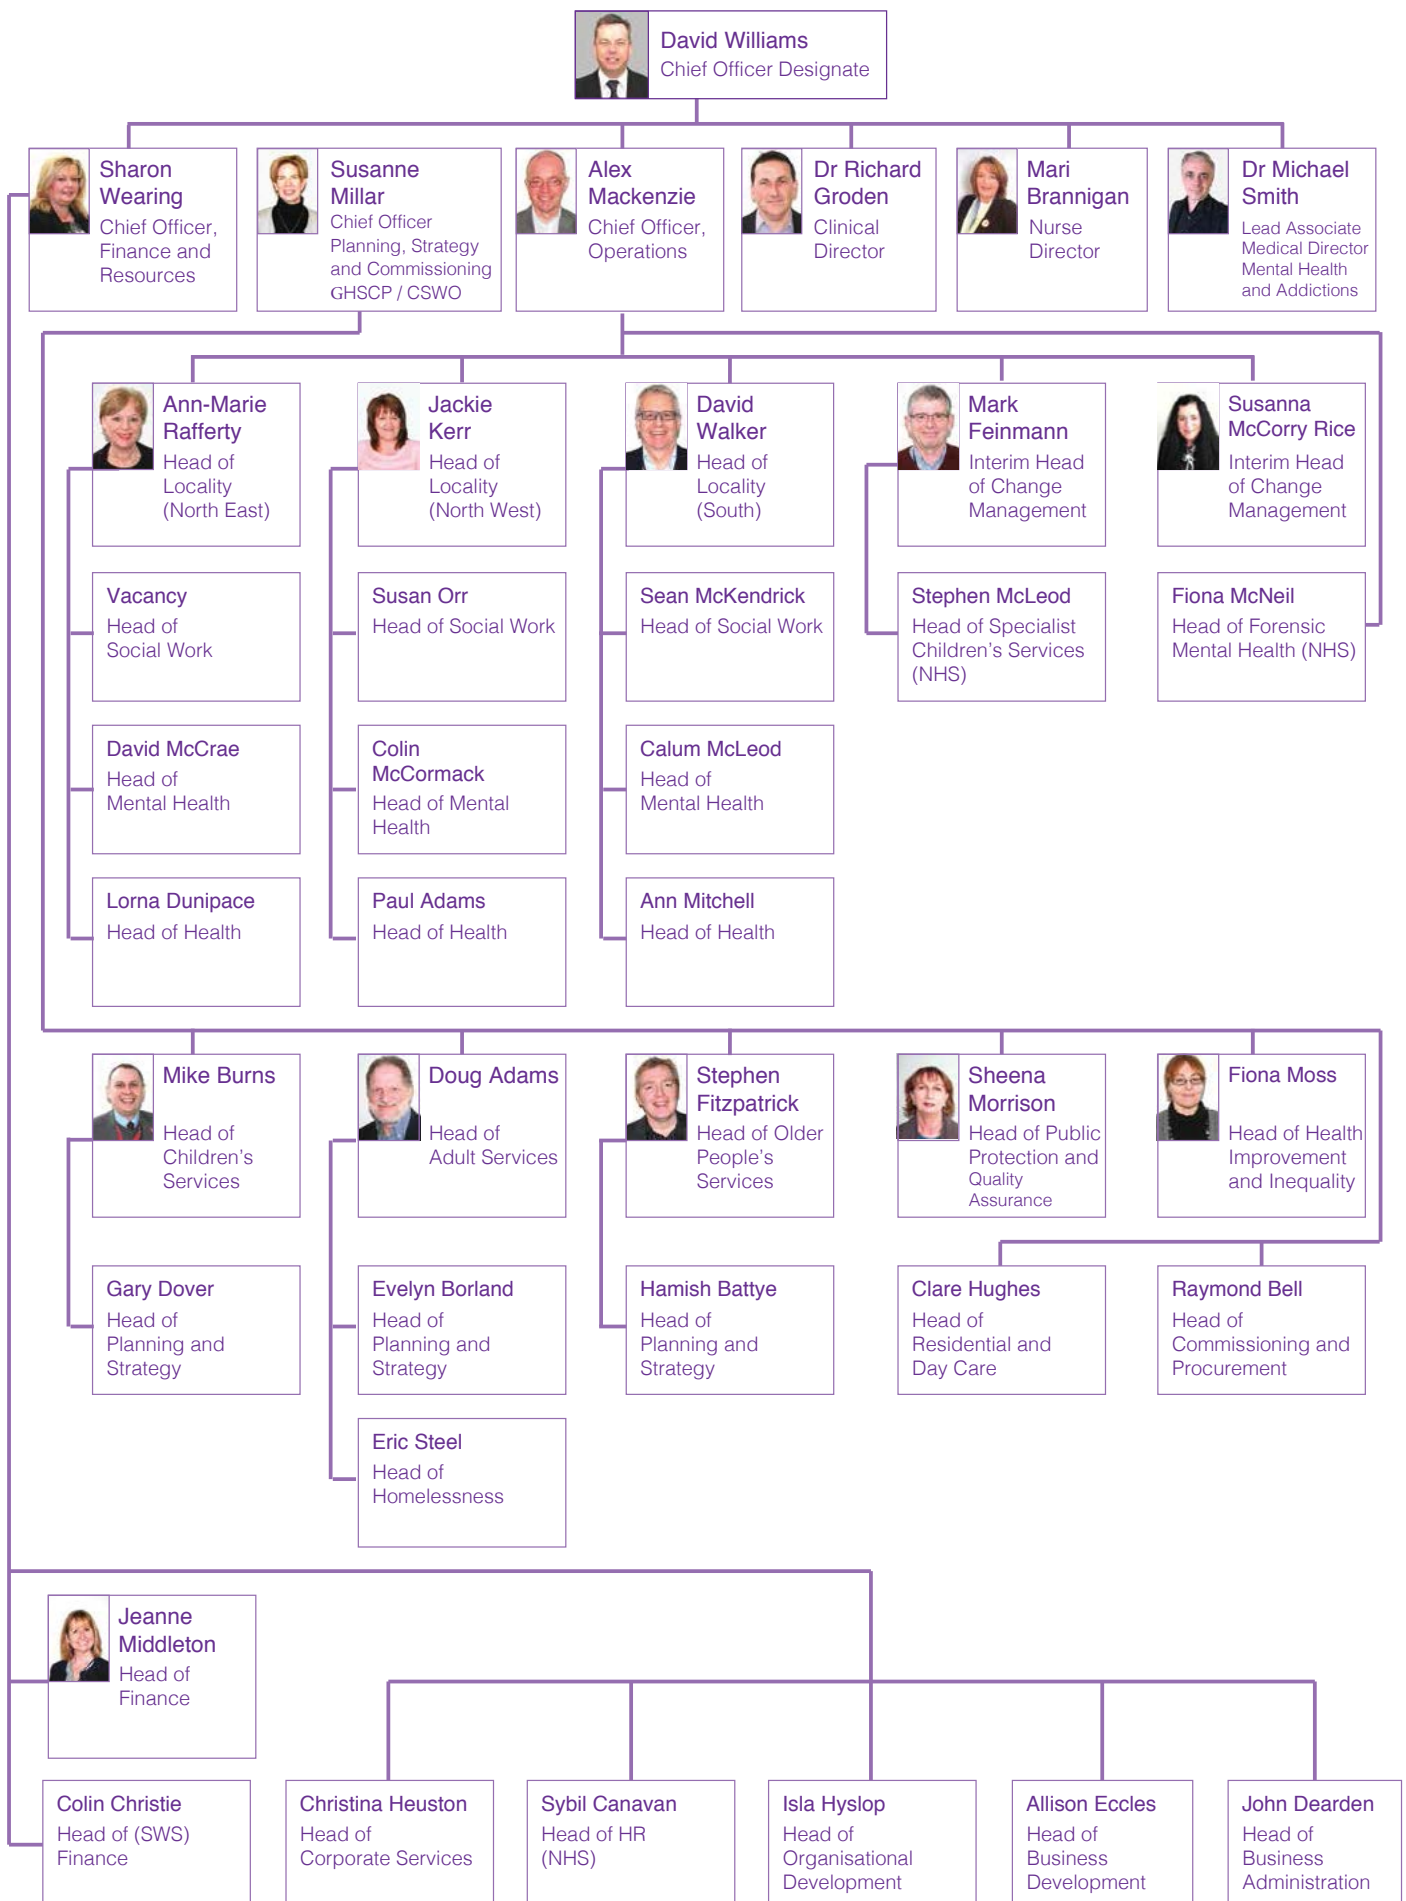 David Williams
Chief Officer Designate
Sharon
Wearing
Chief Officer,
Finance and
Resources
Susanne
Millar
Chief Officer
Planning, Strategy
and Commissioning
GHSCP / CSWO
Alex
Mackenzie
Chief Officer,
Operations
Dr Richard
Groden
Clinical
Director
Mari
Brannigan
Nurse
Director
Dr Michael
Smith
Lead Associate
Medical Director
Mental Health
and Addictions
Ann-Marie
Rafferty
Head of
Locality
(North East)
Jackie
Kerr
Head of
Locality
(North West)
David
Walker
Head of
Locality
(South)
Mark
Feinmann
Interim Head
of Change
Management
Susanna
McCorry Rice
Interim Head
of Change
Management
Vacancy
Head of
Social Work
Susan Orr
Head of Social Work
Sean McKendrick
Head of Social Work
Stephen McLeod
Head of Specialist
Children's Services
(NHS)
Fiona McNeil
Head of Forensic
Mental Health (NHS)
David McCrae
Head of
Mental Health
Colin
McCormack
Head of Mental
Health
Calum McLeod
Head of
Mental Health
Lorna Dunipace
Head of Health
Paul Adams
Head of Health
Ann Mitchell
Head of Health
Mike Burns
Head of
Children's
Services
Doug Adams
Head of
Adult Services
Stephen
Fitzpatrick
Head of Older
People's
Services
Sheena
Morrison
Head of Public
Protection and
Quality
Assurance
Fiona Moss
Head of Health
Improvement
and Inequality
Gary Dover
Head of
Planning and
Strategy
Evelyn Borland
Head of
Planning and
Strategy
Hamish Battye
Head of
Planning and
Strategy
Clare Hughes
Head of
Residential and
Day Care
Raymond Bell
Head of
Commissioning and
Procurement
Eric Steel
Head of
Homelessness
Jeanne
Middleton
Head of
Finance
Colin Christie
Head of (SWS)
Finance
Christina Heuston
Head of
Corporate Services
Sybil Canavan
Head of HR
(NHS)
Isla Hyslop
Head of
Organisational
Development
Allison Eccles
Head of
Business
Development
John Dearden
Head of
Business
Administration